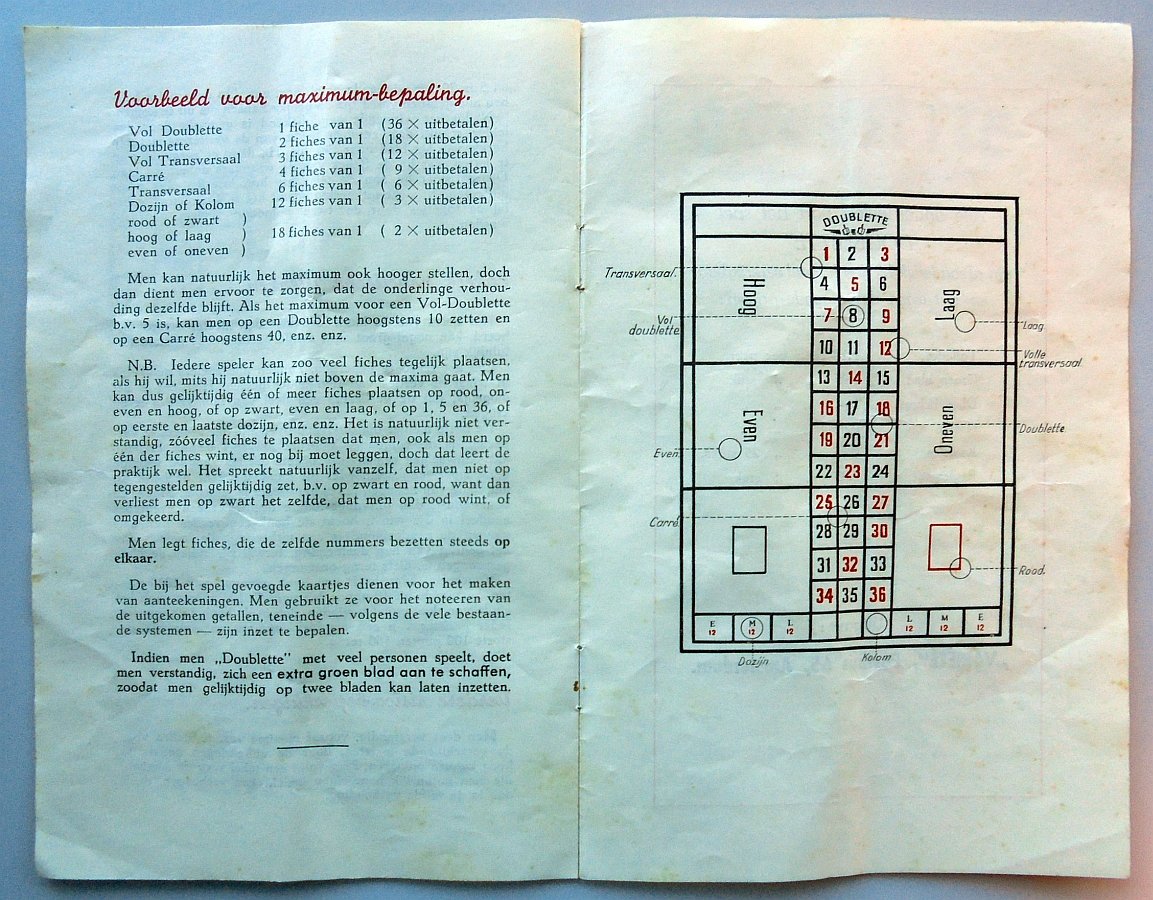 Voorbeeld voor maximum-bepaling.
Vol Doublette 1 fiche van 1 (36 × uitbetalen)
Doublette 2 fiches van 1 (18 × uitbetalen)
Vol Transversaal 3 fiches van 1 (12 × uitbetalen)
Carré 4 fiches van 1 ( 9 × uitbetalen)
Transversaal 6 fiches van 1 ( 6 × uitbetalen)
Dozijn of Kolom 12 fiches van 1 ( 3 × uitbetalen)
rood of zwart )
hoog of laag ) 18 fiches van 1 ( 2 × uitbetalen)
even of oneven )
Men kan natuurlijk het maximum ook hooger stellen, doch
dan dient men ervoor te zorgen, dat de onderlinge verhou-
ding dezelfde blijft. Als het maximum voor een Vol-Doublette
b.v. 5 is, kan men op een Doublette hoogstens 10 zetten en
op een Carré hoogstens 40, enz. enz.
N.B. Iedere speler kan zoo veel fiches tegelijk plaatsen,
als hij wil, mits hij natuurlijk niet boven de maxima gaat. Men
kan dus gelijktijdig één of meer fiches plaatsen op rood, on-
even en hoog, of op zwart, even en laag, of op 1, 5 en 36, of
op eerste en laatste dozijn, enz. enz. Het is natuurlijk niet ver-
standig, zóóveel fiches te plaatsen dat men, ook als men op
één der fiches wint, er nog bij moet leggen, doch dat leert de
praktijk wel. Het spreekt natuurlijk vanzelf, dat men niet op
tegengestelden gelijktijdig zet, b.v. op zwart en rood, want dan
verliest men op zwart het zelfde, dat men op rood wint, of
omgekeerd.
Men legt fiches, die de zelfde nummers bezetten steeds op
elkaar.
De bij het spel gevoegde kaartjes dienen voor het maken
van aanteekeningen. Men gebruikt ze voor het noteeren van
de uitgekomen getallen, teneinde — volgens de vele bestaan-
de systemen — zijn inzet te bepalen.
Indien men „Doublette" met veel personen speelt, doet
men verstandig, zich een extra groen blad aan te schaffen,
zoodat men gelijktijdig op twee bladen kan laten inzetten.
DOUBLETTE
1 2 3
Transversaal.
4 5 6
Hoog
Laag
7 8 9
Vol
doublette.
Laag.
10 11 12
Volle
transversaal.
13 14 15
16 17 18
Even
Oneven
Doublette.
19 20 21
Even.
22 23 24
25 26 27
Carré.
28 29 30
31 32 33
Rood.
34 35 36
E M L L M E
12 12 12 12 12 12
Dozijn Kolom